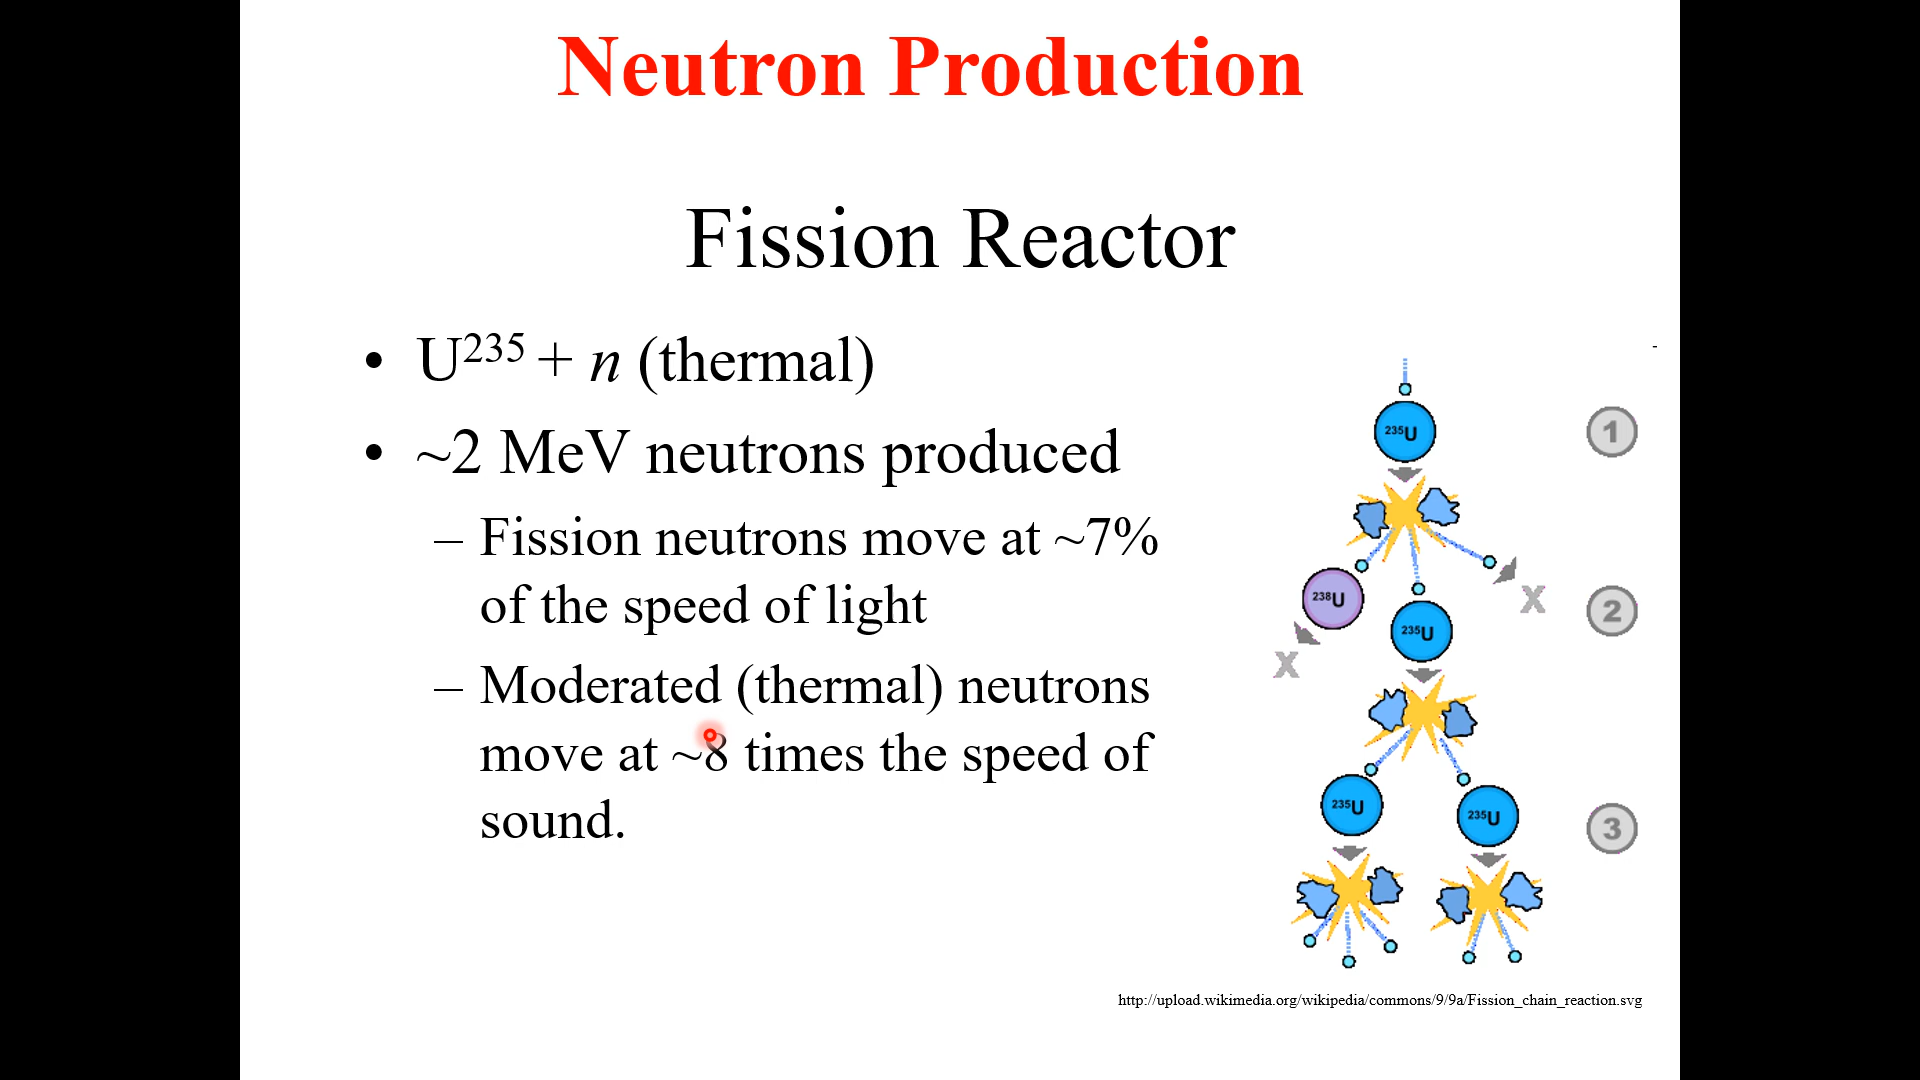 Neutron Production
Fission Reactor
• U²³⁵ + n (thermal)
• ~2 MeV neutrons produced
– Fission neutrons move at ~7%
of the speed of light
– Moderated (thermal) neutrons
move at ~8 times the speed of
sound.
²³⁵U
1
²³⁸U
X
²³⁵U
X
2
²³⁵U
²³⁵U
3
http://upload.wikimedia.org/wikipedia/commons/9/9a/Fission_chain_reaction.svg